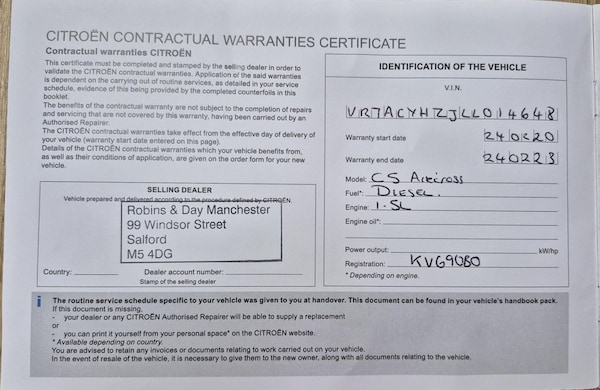 CITROËN CONTRACTUAL WARRANTIES CERTIFICATE
Contractual warranties CITROËN
This certificate must be completed and stamped by the selling dealer in order to
validate the CITROËN contractual warranties. Application of the said warranties
is dependent on the carrying out of routine services, as detailed in your service
schedule, evidence of this being provided by the completed counterfoils in this
booklet.
The benefits of the contractual warranty are not subject to the completion of repairs
and servicing that are not covered by this warranty, having been carried out by an
Authorised Repairer.
The CITROËN contractual warranties take effect from the effective day of delivery of
your vehicle (warranty start date entered on this page).
Details of the CITROËN contractual warranties which your vehicle benefits from,
as well as their conditions of application, are given on the order form for your new
vehicle.
SELLING DEALER
Vehicle prepared and delivered according to the procedure defined by CITROËN.
Robins & Day Manchester
99 Windsor Street
Salford
M5 4DG
Country: Dealer account number:
Stamp of the selling dealer
IDENTIFICATION OF THE VEHICLE
V.I.N.
VR7ACYHZJLL014648
Warranty start date 240220
Warranty end date 240223
Model: C5 Aircross
Fuel*: DIESEL.
Engine: 1.5L
Engine oil*:
Power output: kW/hp
Registration: KV69
* Depending on engine.
i The routine service schedule specific to your vehicle was given to you at handover. This document can be found in your vehicle's handbook pack.
If this document is missing,
- your dealer or any CITROËN Authorised Repairer will be able to supply a replacement
or
- you can print it yourself from your personal space* on the CITROËN website.
* Available depending on country.
You are advised to retain any invoices or documents relating to work carried out on your vehicle.
In the event of resale of the vehicle, it is necessary to give them to the new owner, along with all documents relating to the vehicle.